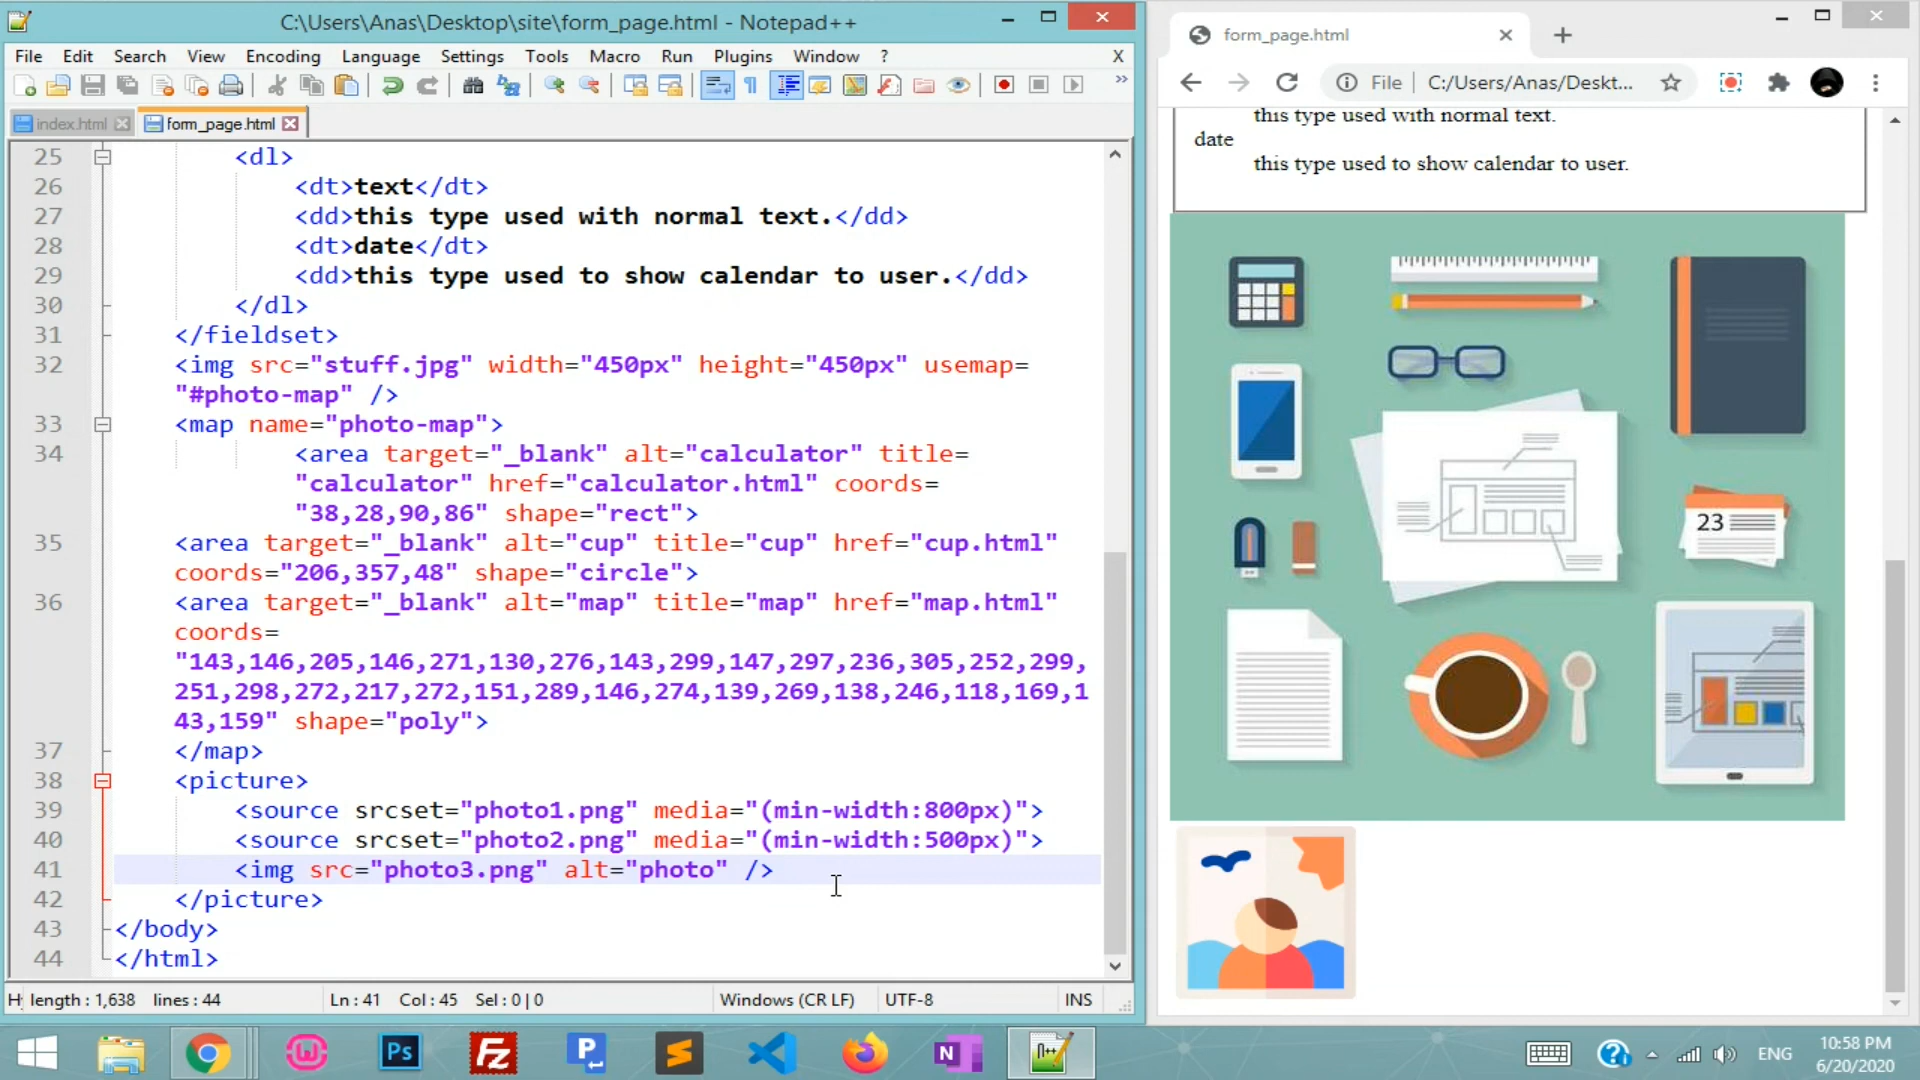 C:\Users\Anas\Desktop\site\form_page.html - Notepad++
File Edit Search View Encoding Language Settings Tools Macro Run Plugins Window ? X
index.html form_page.html
25 <dl>
26 <dt>text</dt>
27 <dd>this type used with normal text.</dd>
28 <dt>date</dt>
29 <dd>this type used to show calendar to user.</dd>
30 </dl>
31 </fieldset>
32 <img src="stuff.jpg" width="450px" height="450px" usemap=
"#photo-map" />
33 <map name="photo-map">
34 <area target="_blank" alt="calculator" title=
"calculator" href="calculator.html" coords=
"38,28,90,86" shape="rect">
35 <area target="_blank" alt="cup" title="cup" href="cup.html"
coords="206,357,48" shape="circle">
36 <area target="_blank" alt="map" title="map" href="map.html"
coords=
"143,146,205,146,271,130,276,143,299,147,297,236,305,252,299,
251,298,272,217,272,151,289,146,274,139,269,138,246,118,169,1
43,159" shape="poly">
37 </map>
38 <picture>
39 <source srcset="photo1.png" media="(min-width:800px)">
40 <source srcset="photo2.png" media="(min-width:500px)">
41 <img src="photo3.png" alt="photo" />
42 </picture>
43 </body>
44 </html>
length : 1,638 lines : 44 Ln : 41 Col : 45 Sel : 0 | 0 Windows (CR LF) UTF-8 INS
form_page.html
File C:/Users/Anas/Deskt...
this type used with normal text.
date
this type used to show calendar to user.
23
Ps
Fz
P
N
n++
ENG
10:58 PM
6/20/2020